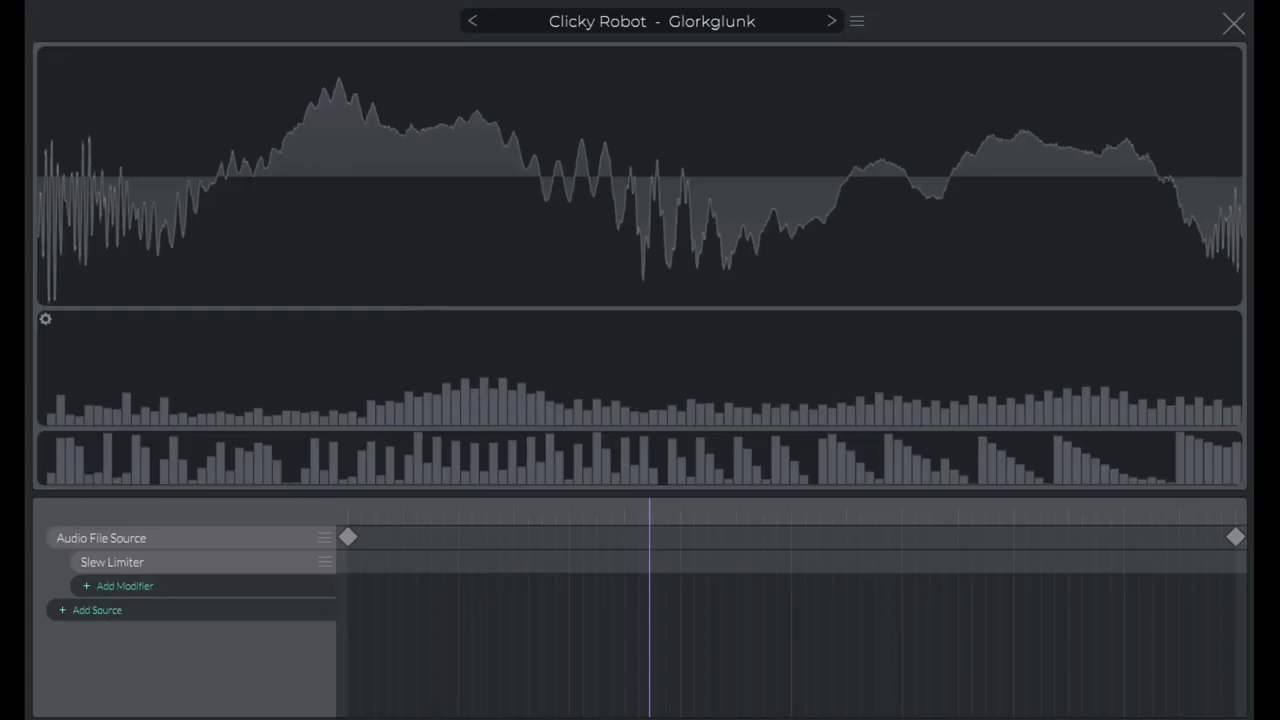 Clicky Robot - Glorkglunk
Audio File Source
Slew Limiter
+ Add Modifier
+ Add Source